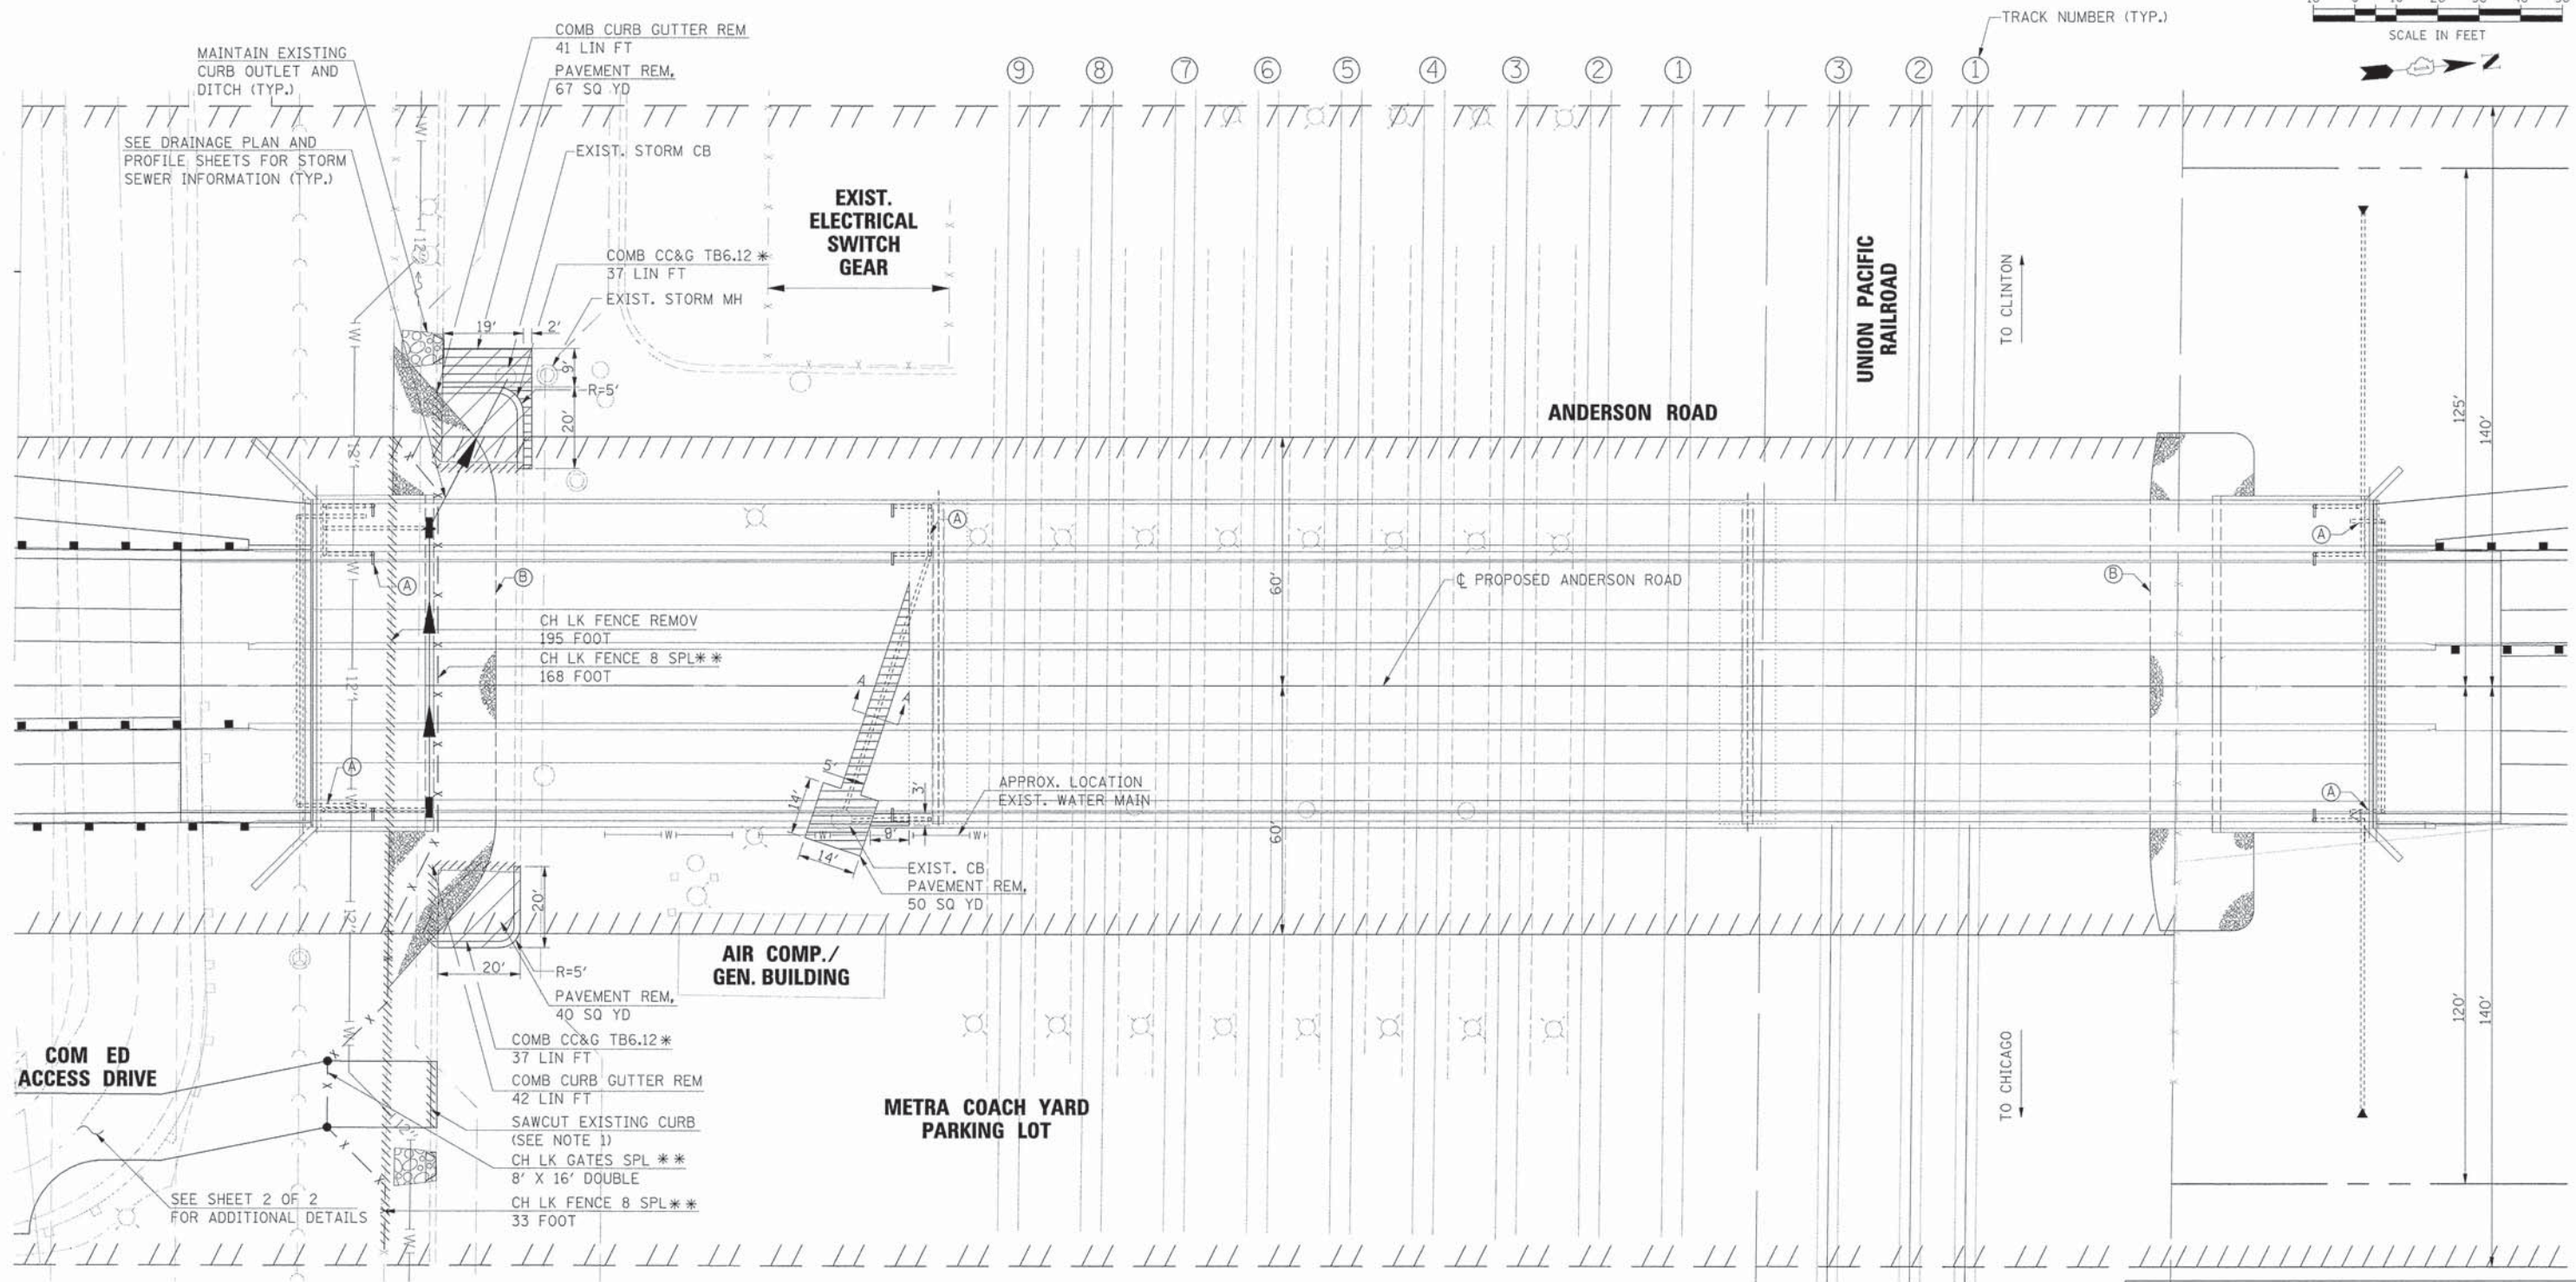 TRACK NUMBER (TYP.)
SCALE IN FEET
N
COMB CURB GUTTER REM
41 LIN FT
PAVEMENT REM,
67 SQ YD
MAINTAIN EXISTING
CURB OUTLET AND
DITCH (TYP.)
SEE DRAINAGE PLAN AND
PROFILE SHEETS FOR STORM
SEWER INFORMATION (TYP.)
EXIST. STORM CB
9 8 7 6 5 4 3 2 1 3 2 1
EXIST.
ELECTRICAL
SWITCH
GEAR
COMB CC&G TB6.12 *
37 LIN FT
EXIST. STORM MH
19'
2'
9'
R=5'
20'
12"
UNION PACIFIC
RAILROAD
TO CLINTON
ANDERSON ROAD
125'
140'
A
A
B
B
60'
℄ PROPOSED ANDERSON ROAD
CH LK FENCE REMOV
195 FOOT
CH LK FENCE 8 SPL**
168 FOOT
12"
12"
A
A
A
A
A
A
5'
14'
14'
3'
9'
APPROX. LOCATION
EXIST. WATER MAIN
60'
EXIST. CB
PAVEMENT REM,
50 SQ YD
20'
20'
R=5'
12"
AIR COMP./
GEN. BUILDING
PAVEMENT REM,
40 SQ YD
COMB CC&G TB6.12*
37 LIN FT
COMB CURB GUTTER REM
42 LIN FT
SAWCUT EXISTING CURB
(SEE NOTE 1)
CH LK GATES SPL **
8' X 16' DOUBLE
CH LK FENCE 8 SPL**
33 FOOT
COM ED
ACCESS DRIVE
12"
SEE SHEET 2 OF 2
FOR ADDITIONAL DETAILS
METRA COACH YARD
PARKING LOT
TO CHICAGO
120'
140'